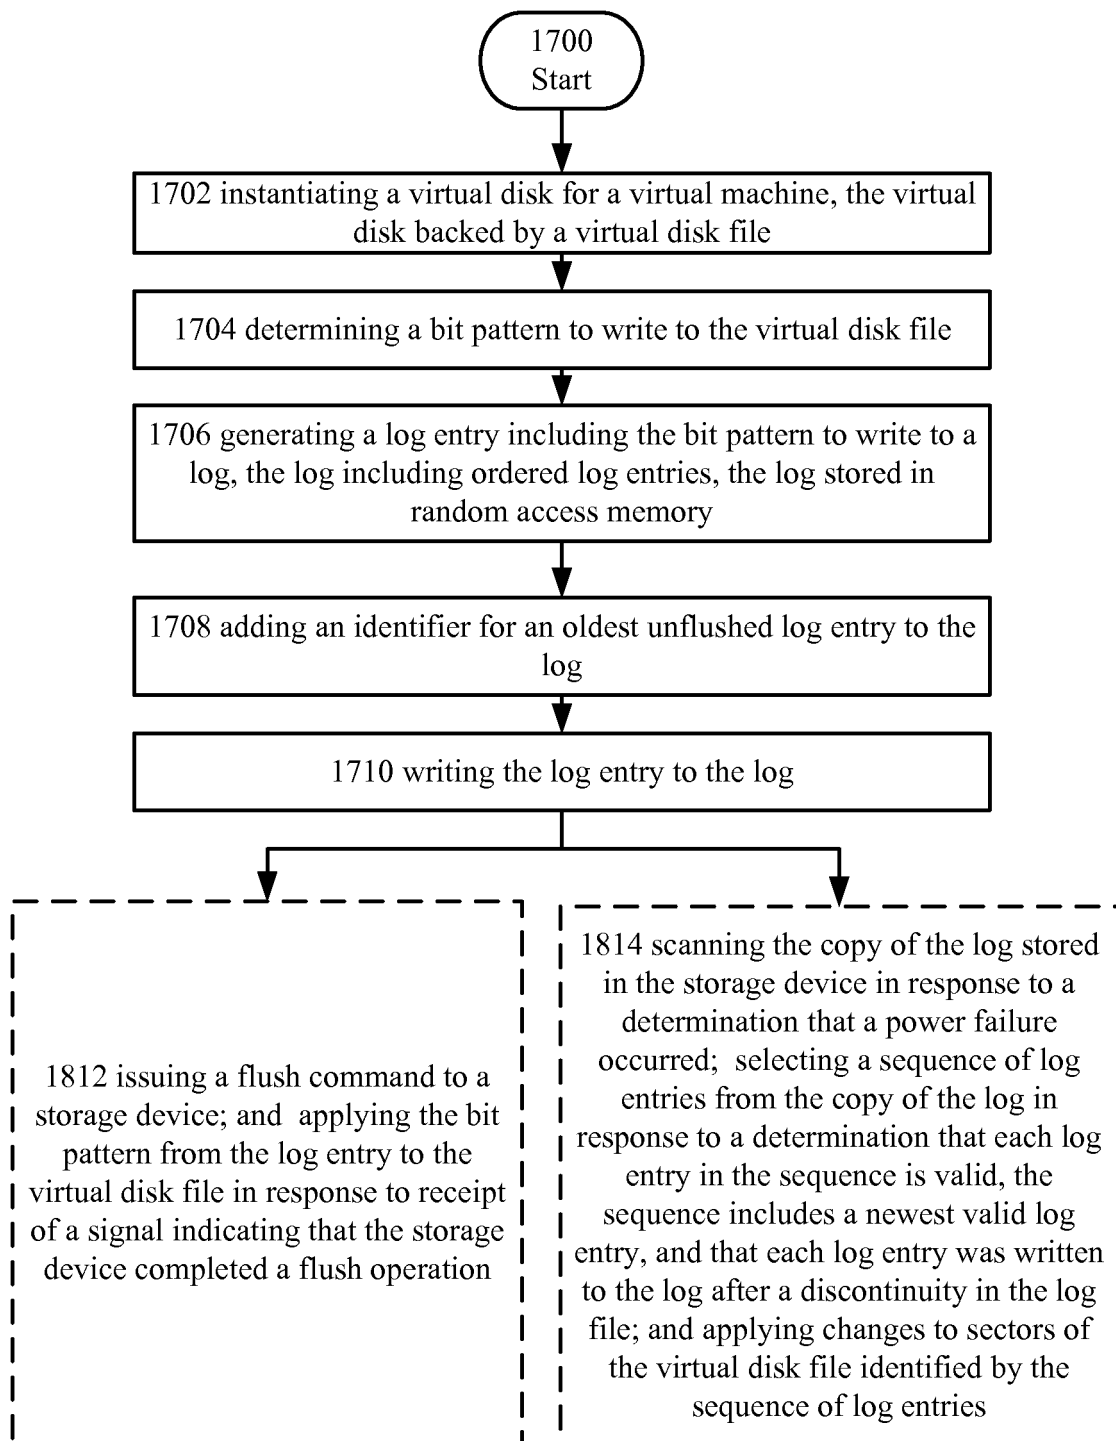 1700
Start
1702 instantiating a virtual disk for a virtual machine, the virtual
disk backed by a virtual disk file
1704 determining a bit pattern to write to the virtual disk file
1706 generating a log entry including the bit pattern to write to a
log, the log including ordered log entries, the log stored in
random access memory
1708 adding an identifier for an oldest unflushed log entry to the
log
1710 writing the log entry to the log
1812 issuing a flush command to a
storage device; and applying the bit
pattern from the log entry to the
virtual disk file in response to receipt
of a signal indicating that the storage
device completed a flush operation
1814 scanning the copy of the log stored
in the storage device in response to a
determination that a power failure
occurred; selecting a sequence of log
entries from the copy of the log in
response to a determination that each log
entry in the sequence is valid, the
sequence includes a newest valid log
entry, and that each log entry was written
to the log after a discontinuity in the log
file; and applying changes to sectors of
the virtual disk file identified by the
sequence of log entries